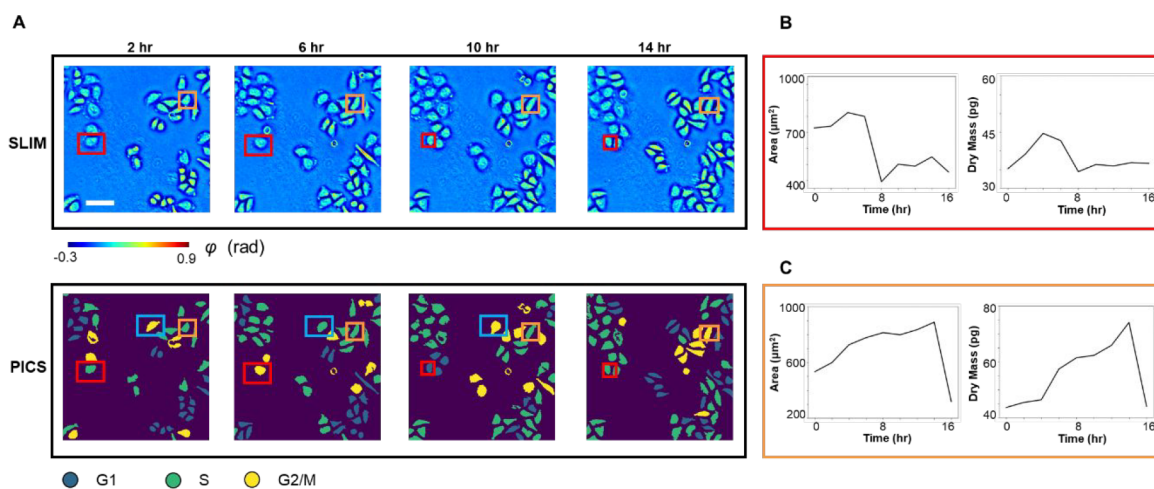 A
B
2 hr
6 hr
10 hr
14 hr
SLIM
-0.3
0.9
φ (rad)
PICS
G1
S
G2/M
1000
700
400
Area (µm²)
0
8
16
Time (hr)
60
45
30
Dry Mass (pg)
0
8
16
Time (hr)
C
1000
600
200
Area (µm²)
0
8
16
Time (hr)
80
60
40
Dry Mass (pg)
0
8
16
Time (hr)